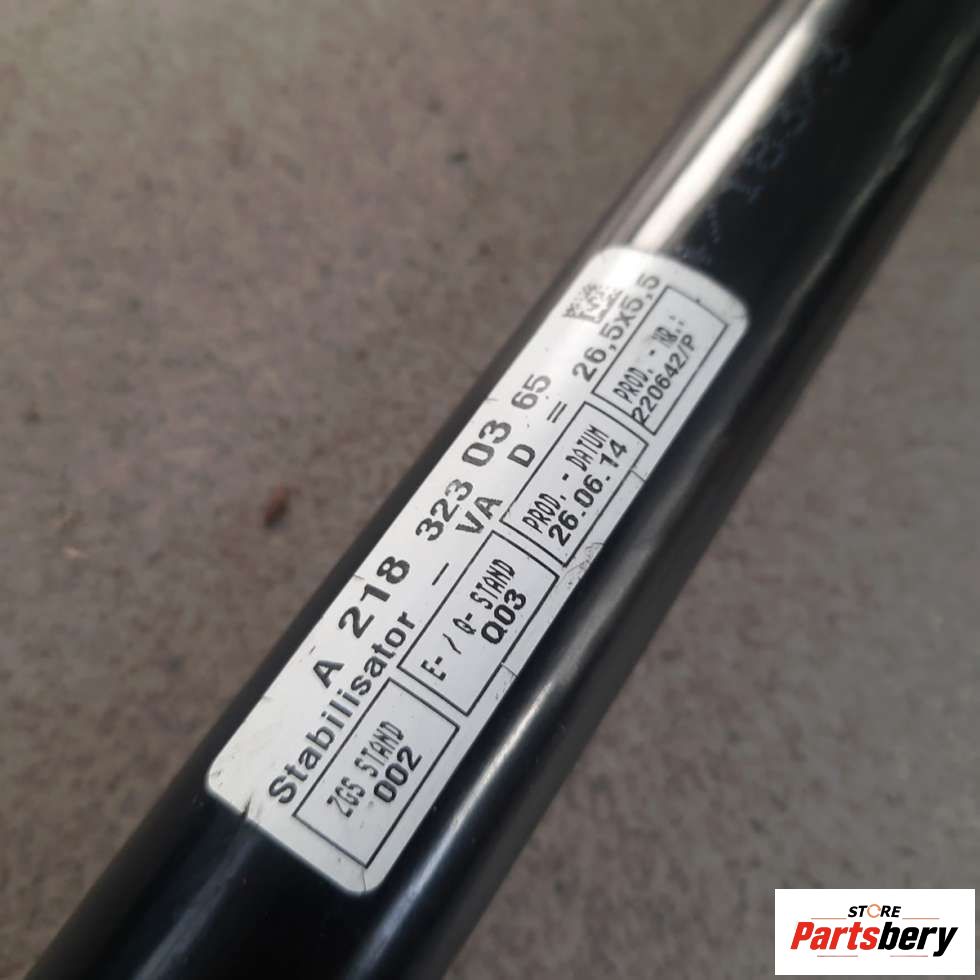 A 218 323 03 65
Stabilisator - VA D = 26,5x5,5
ZGS STAND
002
E- / Q- STAND
Q03
PROD. - DATUM
26.06.14
PROD. - NR.:
220642/P
STORE
Partsbery